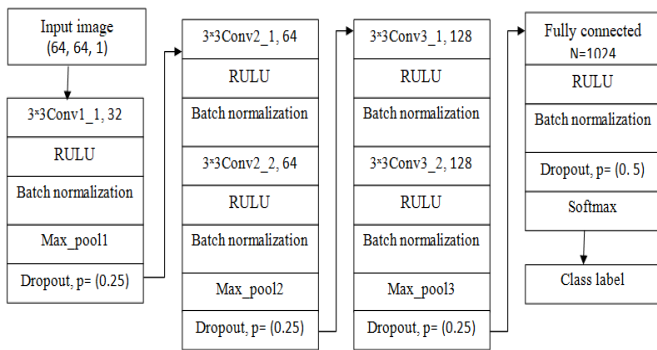 Input image
(64, 64, 1)
3*3Conv1_1, 32
RULU
Batch normalization
Max_pool1
Dropout, p= (0.25)
3*3Conv2_1, 64
RULU
Batch normalization
3*3Conv2_2, 64
RULU
Batch normalization
Max_pool2
Dropout, p= (0.25)
3*3Conv3_1, 128
RULU
Batch normalization
3*3Conv3_2, 128
RULU
Batch normalization
Max_pool3
Dropout, p= (0.25)
Fully connected
N=1024
RULU
Batch normalization
Dropout, p= (0. 5)
Softmax
Class label